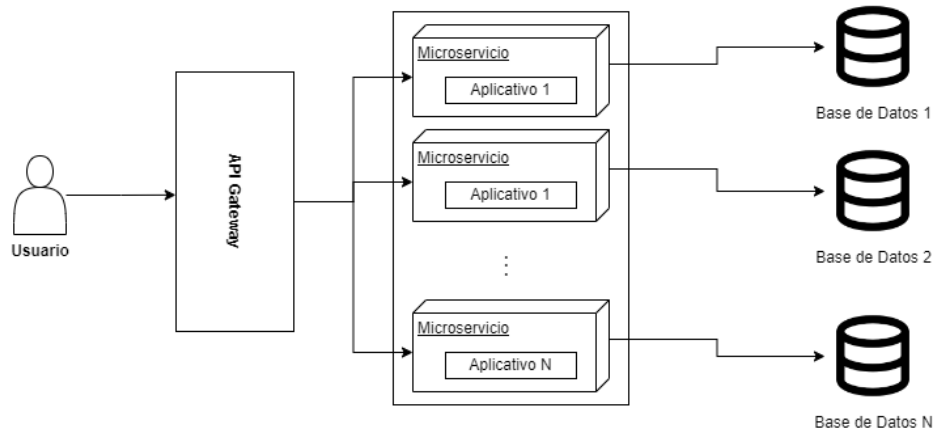 Microservicio
Aplicativo 1
Base de Datos 1
API Gateway
Microservicio
Aplicativo 1
Usuario
Base de Datos 2
⋮
Microservicio
Aplicativo N
Base de Datos N